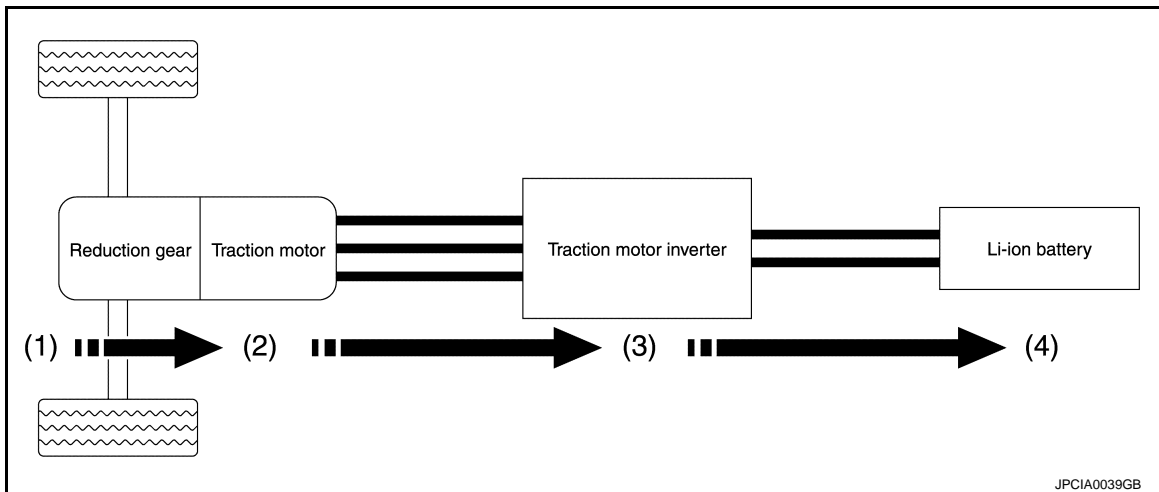 Reduction gear
Traction motor
Traction motor inverter
Li-ion battery
(1)
(2)
(3)
(4)
JPCIA0039GB